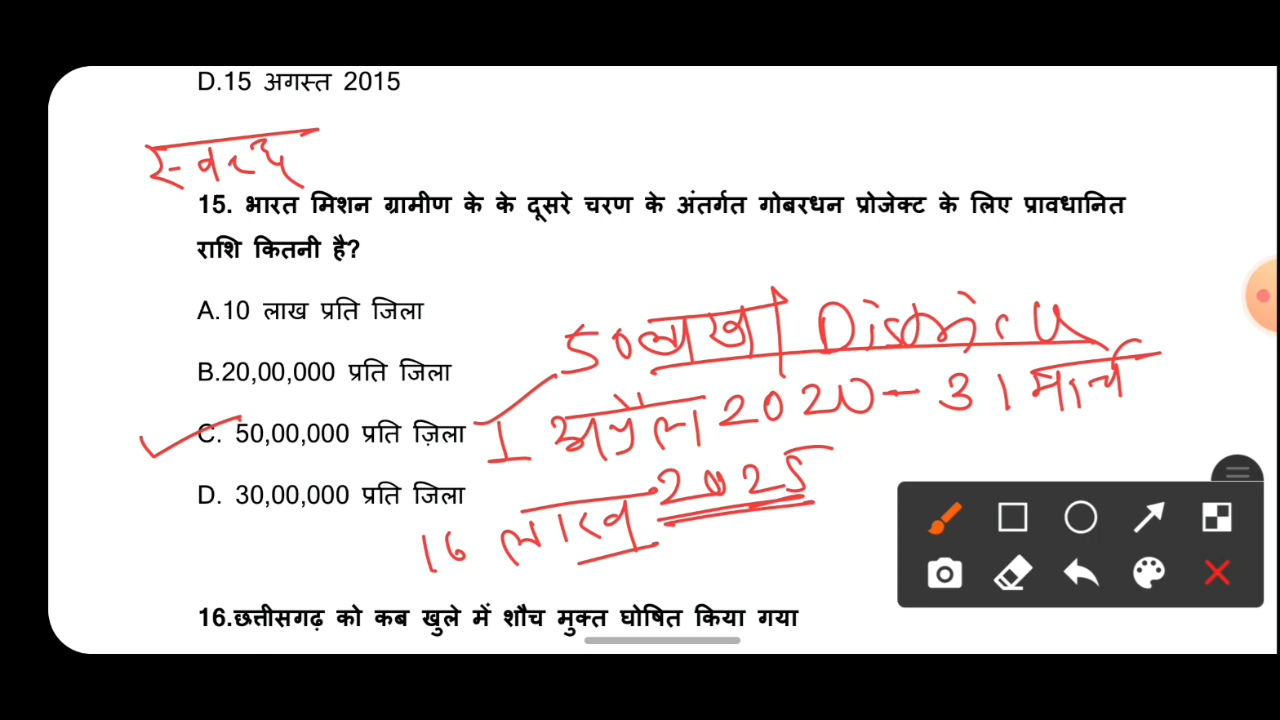 D.15 अगस्त 2015
स्वच्छ
15. भारत मिशन ग्रामीण के के दूसरे चरण के अंतर्गत गोबरधन प्रोजेक्ट के लिए प्रावधानित
राशि कितनी है?
A.10 लाख प्रति जिला
50 लाख District
B.20,00,000 प्रति जिला
1 अप्रैल 2020 - 31 मार्च
C. 50,00,000 प्रति ज़िला
2025
D. 30,00,000 प्रति जिला
16 लाख
16.छत्तीसगढ़ को कब खुले में शौच मुक्त घोषित किया गया